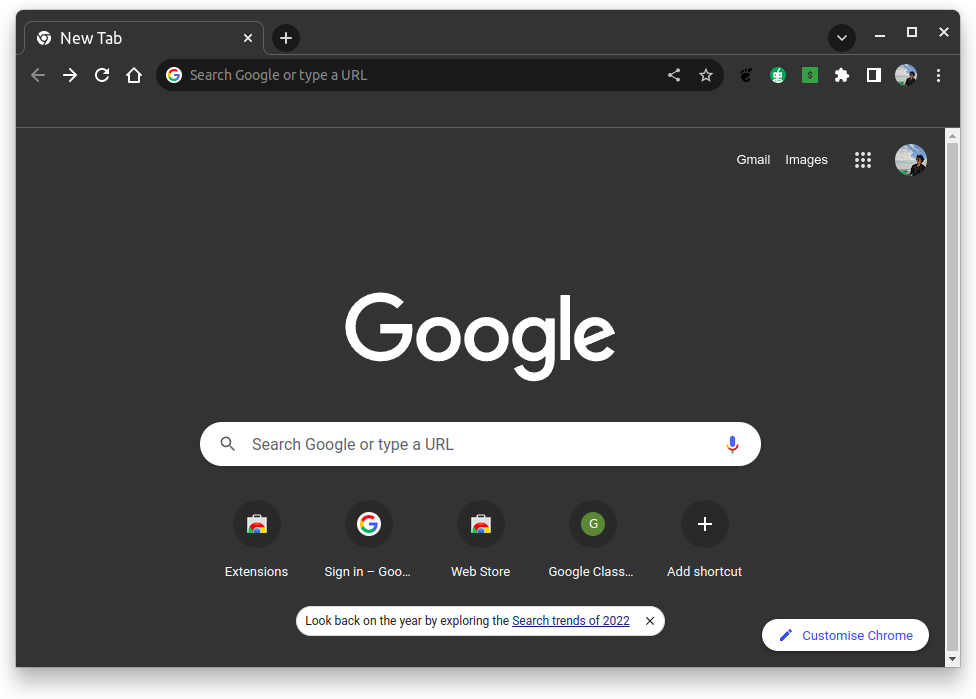 New Tab
Search Google or type a URL
$
Gmail Images
Google
Search Google or type a URL
G
Extensions Sign in – Goo... Web Store Google Class... Add shortcut
Look back on the year by exploring the Search trends of 2022
Customise Chrome